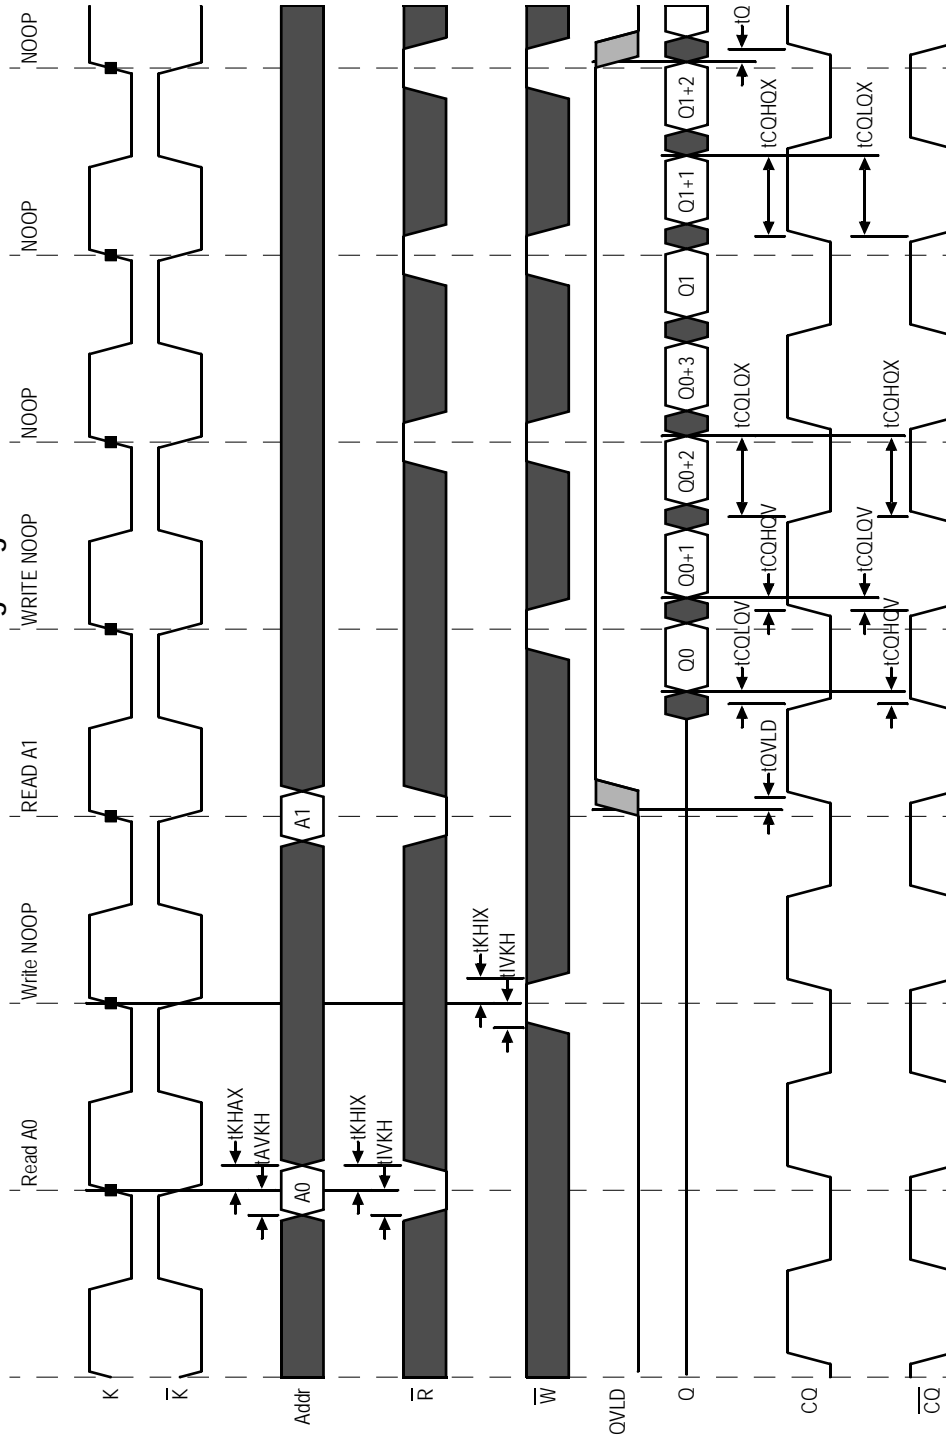 Read A0 Write NOOP READ A1 WRITE NOOP NOOP NOOP NOOP
K
K̅
tKHAX
tAVKH
Addr A0 A1
tKHIX
tIVKH
R̅
tKHIX
tIVKH
W̅
QVLD
Q Q0 Q0+1 Q0+2 Q0+3 Q1 Q1+1 Q1+2
tCQLQV tCQLQX tQ
tQVLD tCQHQV tCQHQX
CQ
tCQLQV tCQLQX
tCQHQV tCQHQX
C̅Q̅